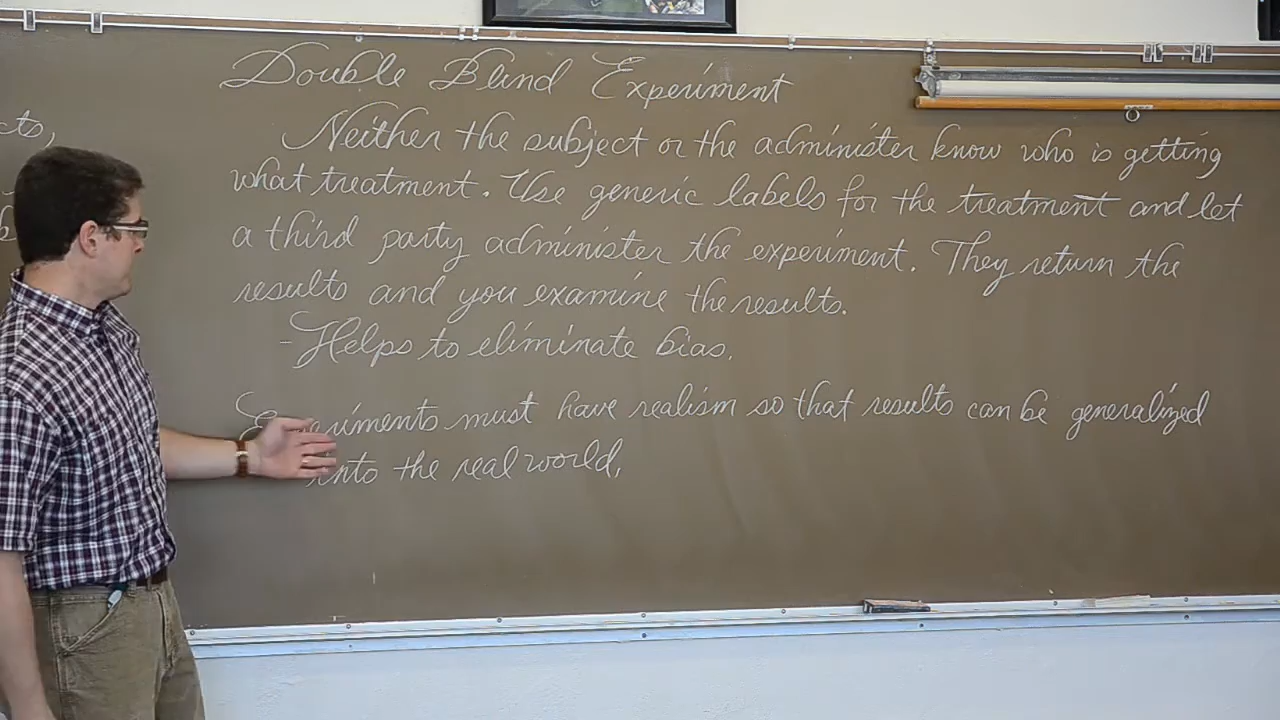 Double Blind Experiment
Neither the subject or the administer know who is getting
what treatment. Use generic labels for the treatment and let
a third party administer the experiment. They return the
results and you examine the results.
- Helps to eliminate bias.
Experiments must have realism so that results can be generalized
into the real world.